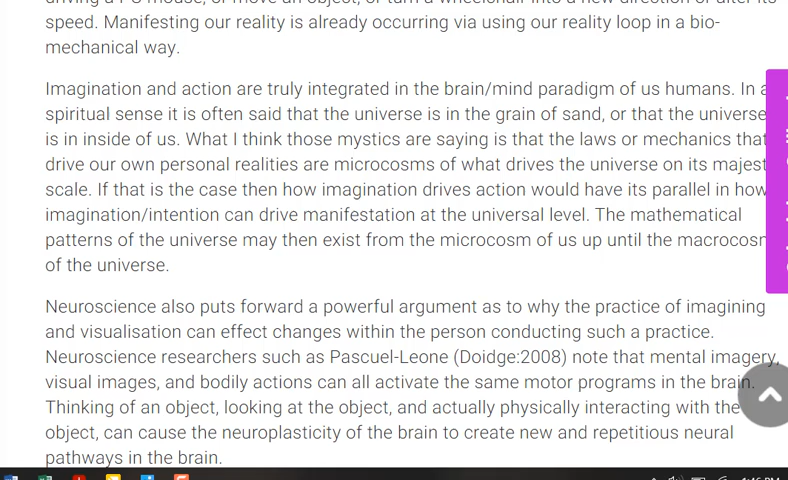 speed. Manifesting our reality is already occurring via using our reality loop in a bio-
mechanical way.
Imagination and action are truly integrated in the brain/mind paradigm of us humans. In a
spiritual sense it is often said that the universe is in the grain of sand, or that the universe
is in inside of us. What I think those mystics are saying is that the laws or mechanics that
drive our own personal realities are microcosms of what drives the universe on its majest
scale. If that is the case then how imagination drives action would have its parallel in how
imagination/intention can drive manifestation at the universal level. The mathematical
patterns of the universe may then exist from the microcosm of us up until the macrocosm
of the universe.
Neuroscience also puts forward a powerful argument as to why the practice of imagining
and visualisation can effect changes within the person conducting such a practice.
Neuroscience researchers such as Pascuel-Leone (Doidge:2008) note that mental imagery,
visual images, and bodily actions can all activate the same motor programs in the brain.
Thinking of an object, looking at the object, and actually physically interacting with the
object, can cause the neuroplasticity of the brain to create new and repetitious neural
pathways in the brain.